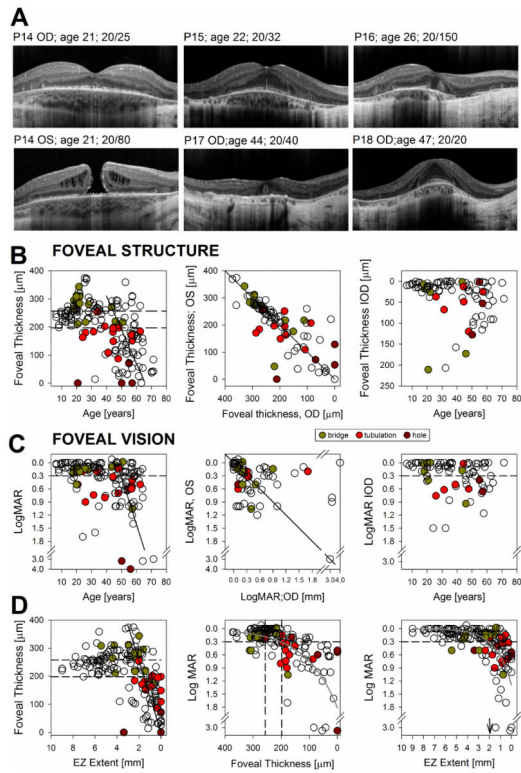 A
P14 OD; age 21; 20/25
P15; age 22; 20/32
P16; age 26; 20/150
P14 OS; age 21; 20/80
P17 OD;age 44; 20/40
P18 OD;age 47; 20/20
B FOVEAL STRUCTURE
Foveal Thickness [µm]
400
300
200
100
0
10 20 30 40 50 60 70 80
Age [years]
Foveal Thickness; OS [µm]
400
300
200
100
0
400 300 200 100 0
Foveal thickness, OD [µm]
Foveal Thickness IOD [µm]
0
50
100
150
200
250
10 20 30 40 50 60 70 80
Age [years]
C FOVEAL VISION
bridge tubulation hole
LogMAR
0.0
0.3
0.6
0.9
1.2
1.5
1.8
3.0
4.0
10 20 30 40 50 60 70 80
Age [years]
LogMAR, OS
0.0
0.3
0.6
0.9
1.2
1.5
1.8
3.0
4.0
0.0 0.3 0.6 0.9 1.2 1.5 1.8 3.0 4.0
LogMAR;OD [mm]
LogMAR IOD
0.0
0.3
0.6
0.9
1.2
1.5
1.8
3.0
10 20 30 40 50 60 70 80
Age [years]
D
Foveal Thickness [µm]
400
300
200
100
0
10 9 8 7 6 5 4 3 2 1 0
EZ Extent [mm]
Log MAR
0.0
0.3
0.6
0.9
1.2
1.5
1.8
3.0
400 300 200 100 0
Foveal Thickness [µm]
Log MAR
0.0
0.3
0.6
0.9
1.2
1.5
1.8
3.0
10 9 8 7 6 5 4 3 2 1 0
EZ Extent [mm]